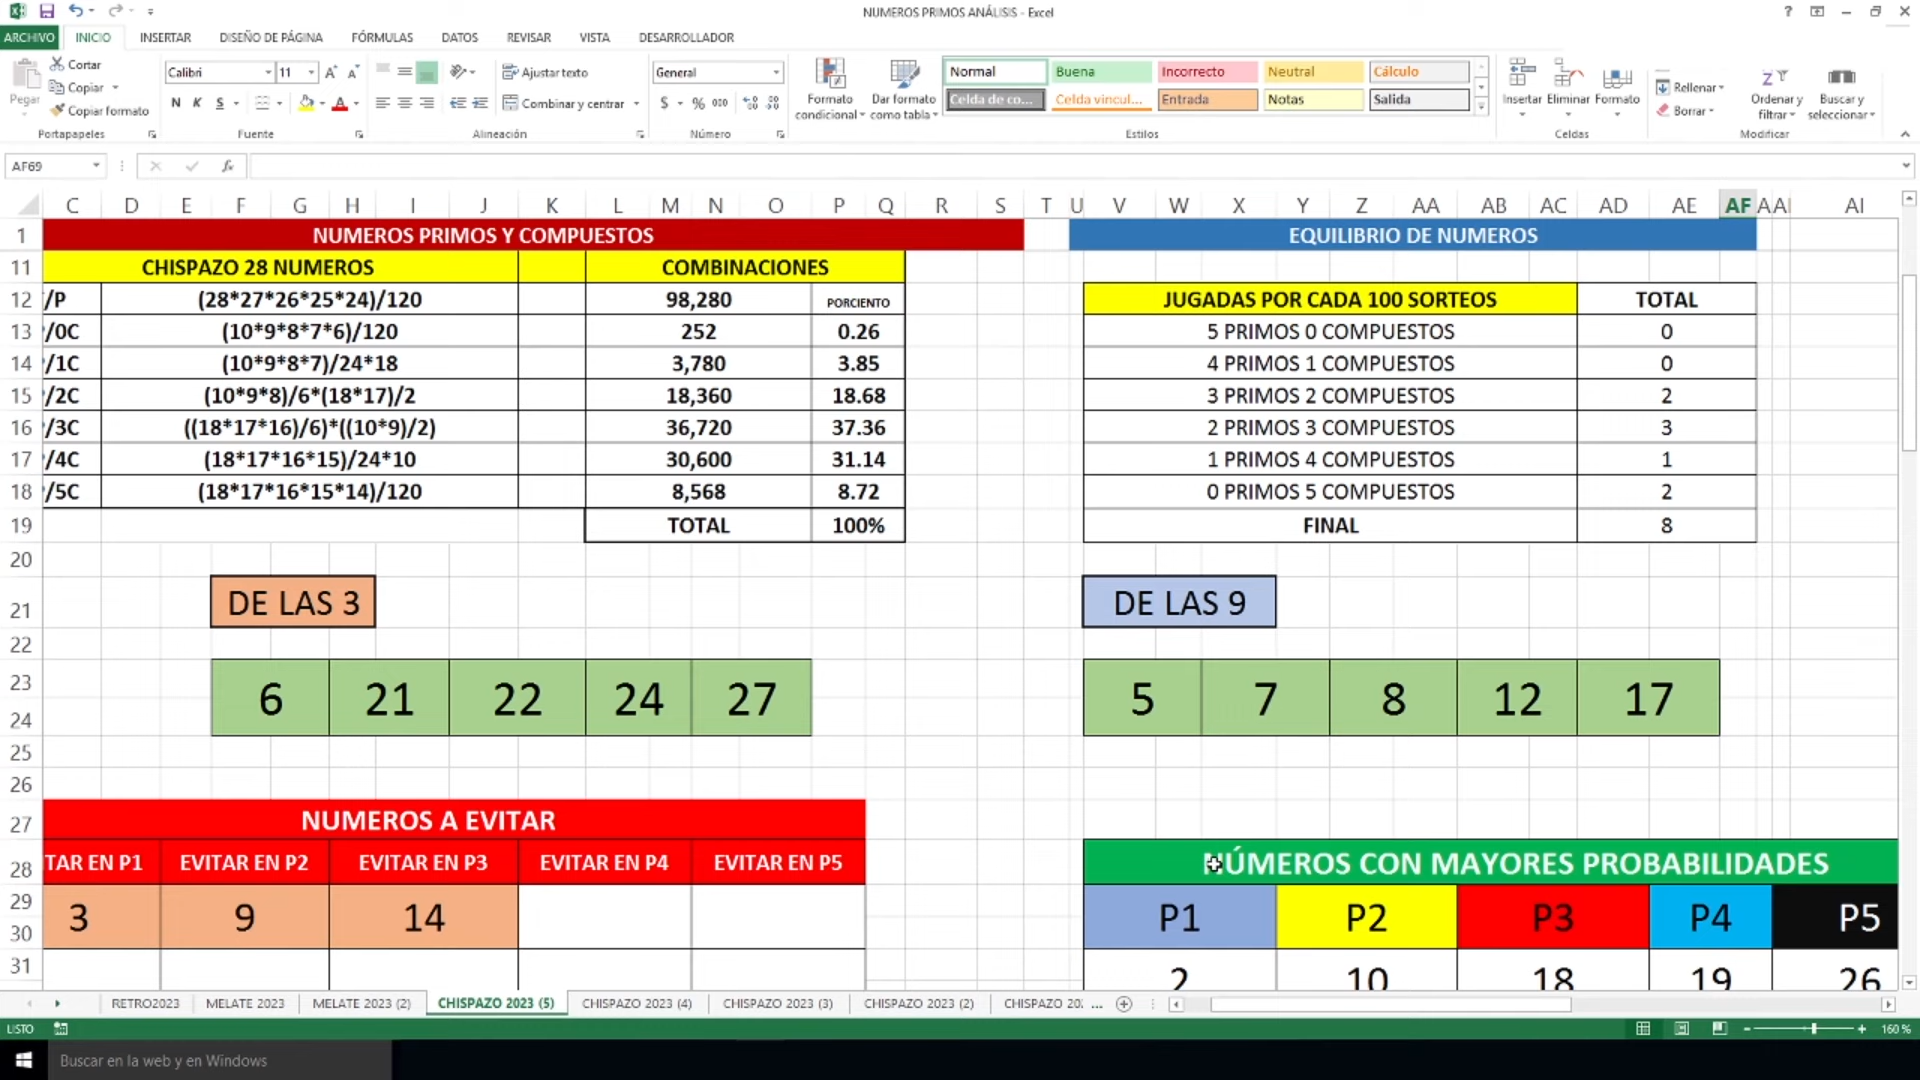 NUMEROS PRIMOS ANÁLISIS - Excel
ARCHIVO INICIO INSERTAR DISEÑO DE PÁGINA FÓRMULAS DATOS REVISAR VISTA DESARROLLADOR
Pegar
Cortar
Copiar
Copiar formato
Portapapeles
Calibri 11
N K S
Fuente
Ajustar texto
Combinar y centrar
Alineación
General
$ % 000
Número
Formato condicional
Dar formato como tabla
Normal Buena Incorrecto Neutral Cálculo
Celda de co... Celda vincul... Entrada Notas Salida
Estilos
Insertar Eliminar Formato
Celdas
Rellenar
Borrar
Ordenar y filtrar
Buscar y seleccionar
Modificar
AF69
fx
C D E F G H I J K L M N O P Q R S T U V W X Y Z AA AB AC AD AE AF AI
1 NUMEROS PRIMOS Y COMPUESTOS EQUILIBRIO DE NUMEROS
11 CHISPAZO 28 NUMEROS COMBINACIONES
12 /P (28*27*26*25*24)/120 98,280 PORCIENTO JUGADAS POR CADA 100 SORTEOS TOTAL
13 /0C (10*9*8*7*6)/120 252 0.26 5 PRIMOS 0 COMPUESTOS 0
14 /1C (10*9*8*7)/24*18 3,780 3.85 4 PRIMOS 1 COMPUESTOS 0
15 /2C (10*9*8)/6*(18*17)/2 18,360 18.68 3 PRIMOS 2 COMPUESTOS 2
16 /3C ((18*17*16)/6)*((10*9)/2) 36,720 37.36 2 PRIMOS 3 COMPUESTOS 3
17 /4C (18*17*16*15)/24*10 30,600 31.14 1 PRIMOS 4 COMPUESTOS 1
18 /5C (18*17*16*15*14)/120 8,568 8.72 0 PRIMOS 5 COMPUESTOS 2
19 TOTAL 100% FINAL 8
20
21 DE LAS 3 DE LAS 9
22
23 6 21 22 24 27 5 7 8 12 17
24
25
26
27 NUMEROS A EVITAR
28 TAR EN P1 EVITAR EN P2 EVITAR EN P3 EVITAR EN P4 EVITAR EN P5 NÚMEROS CON MAYORES PROBABILIDADES
29 3 9 14 P1 P2 P3 P4 P5
30
31 2 10 18 19 26
RETRO2023 MELATE 2023 MELATE 2023 (2) CHISPAZO 2023 (5) CHISPAZO 2023 (4) CHISPAZO 2023 (3) CHISPAZO 2023 (2) CHISPAZO 20 ...
LISTO 160 %
Buscar en la web y en Windows